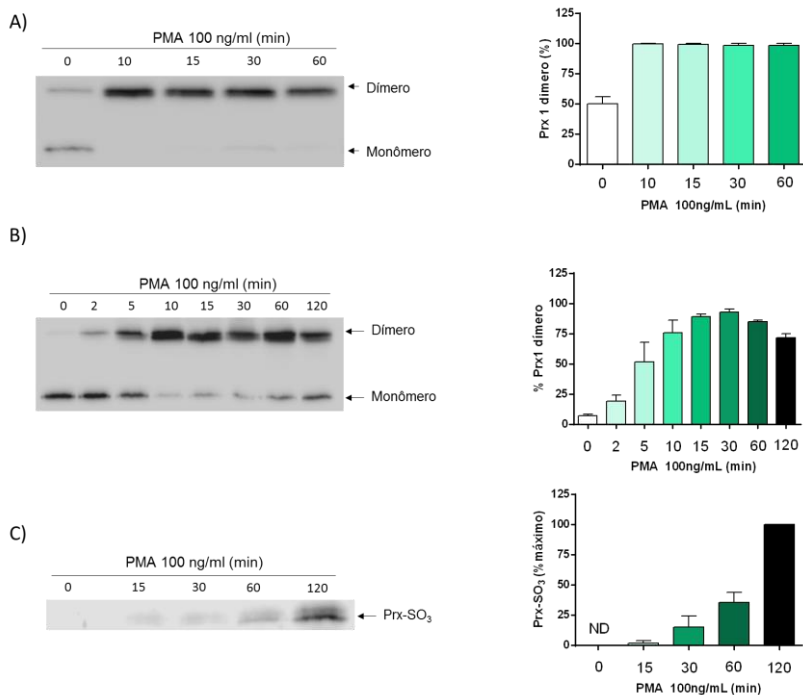 A)
PMA 100 ng/ml (min)
0 10 15 30 60
Dímero
Monômero
Prx 1 dímero (%)
125
100
75
50
25
0
0 10 15 30 60
PMA 100ng/mL (min)
B)
PMA 100 ng/ml (min)
0 2 5 10 15 30 60 120
Dímero
Monômero
% Prx1 dímero
125
100
75
50
25
0
0 2 5 10 15 30 60 120
PMA 100ng/mL (min)
C)
PMA 100 ng/ml (min)
0 15 30 60 120
Prx-SO₃
Prx-SO₃ (% máximo)
125
100
75
50
25
0
ND
0 15 30 60 120
PMA 100ng/mL (min)